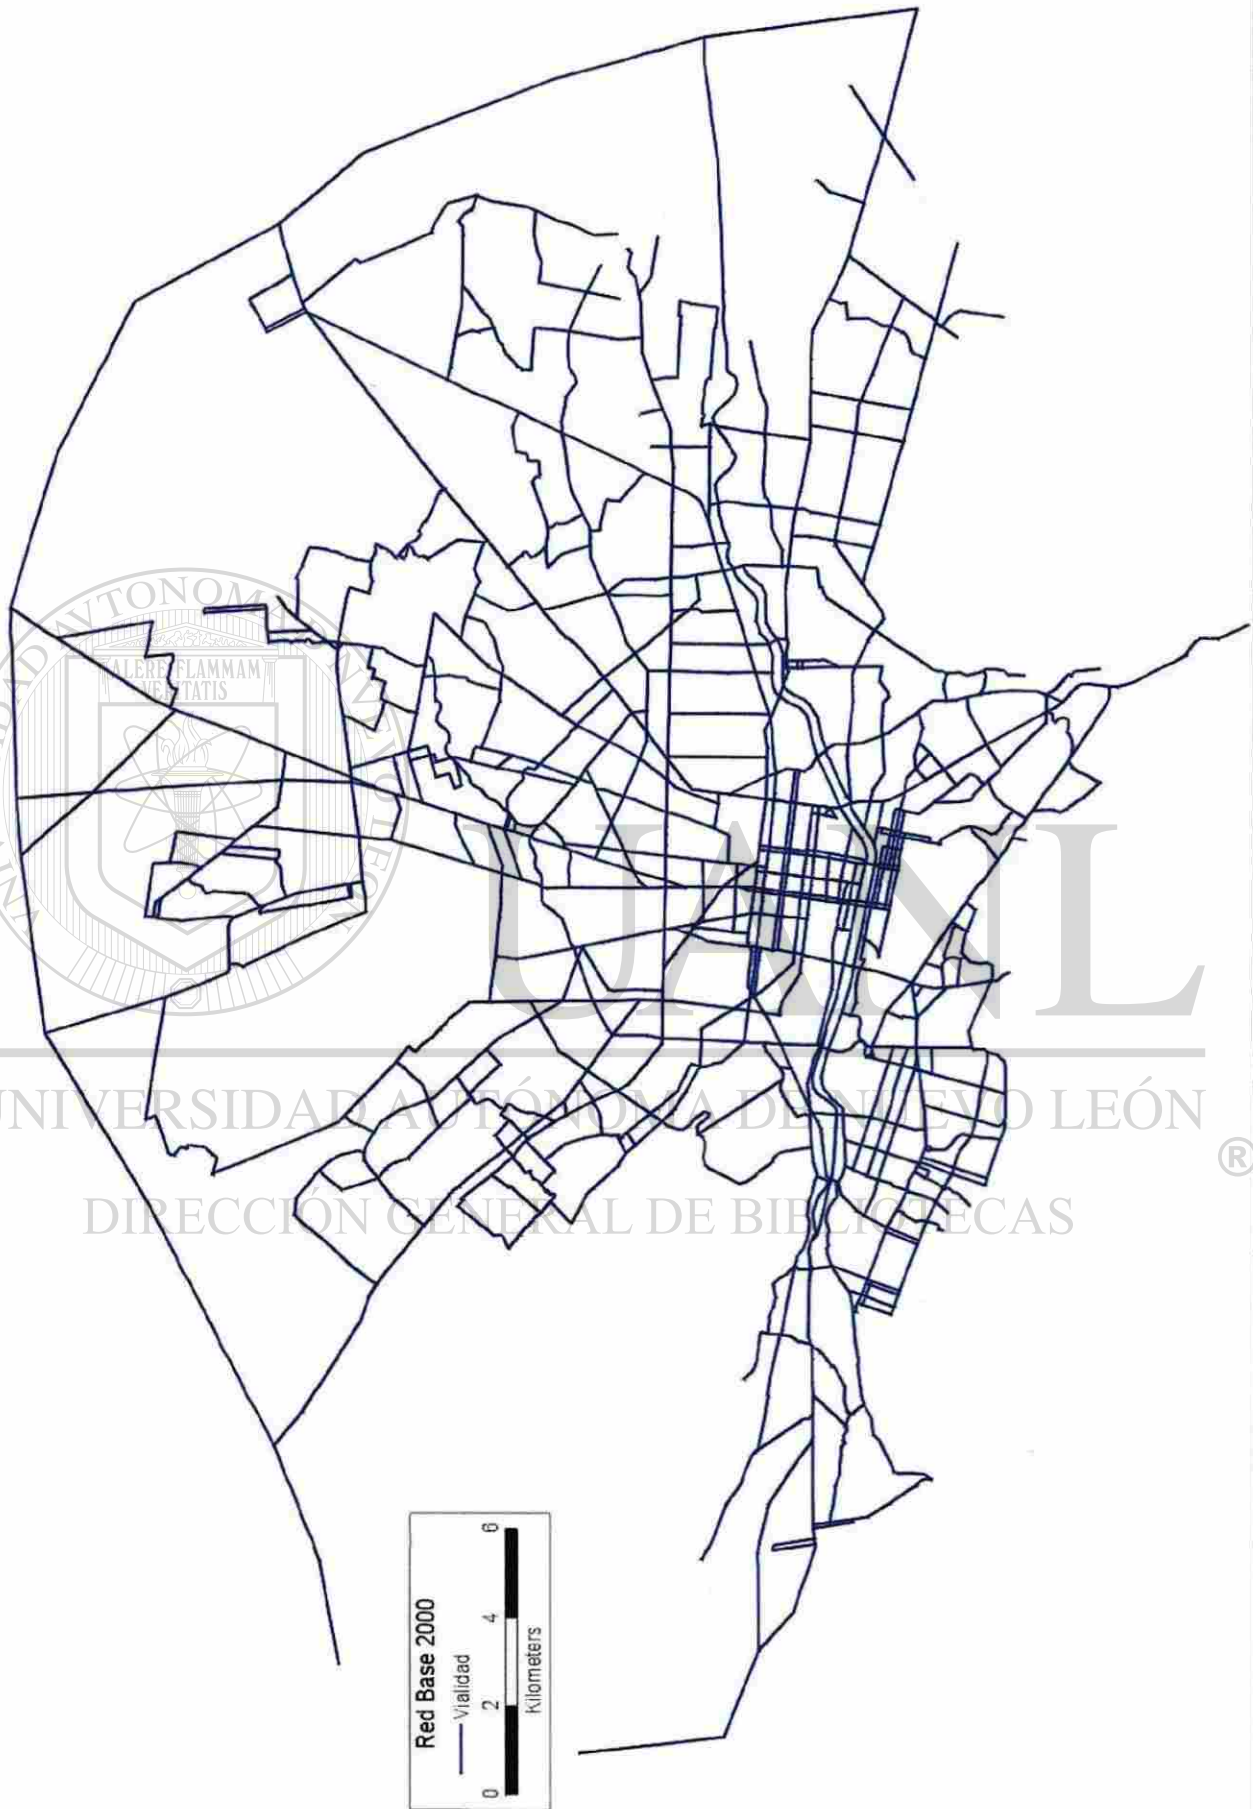 UNIVERSIDAD AUTÓNOMA DE NUEVO LEÓN
®
DIRECCIÓN GENERAL DE BIBLIOTECAS
UANL
ALERE FLAMMAM
VERITATIS
Red Base 2000
Vialidad
0 2 4 6
Kilometers